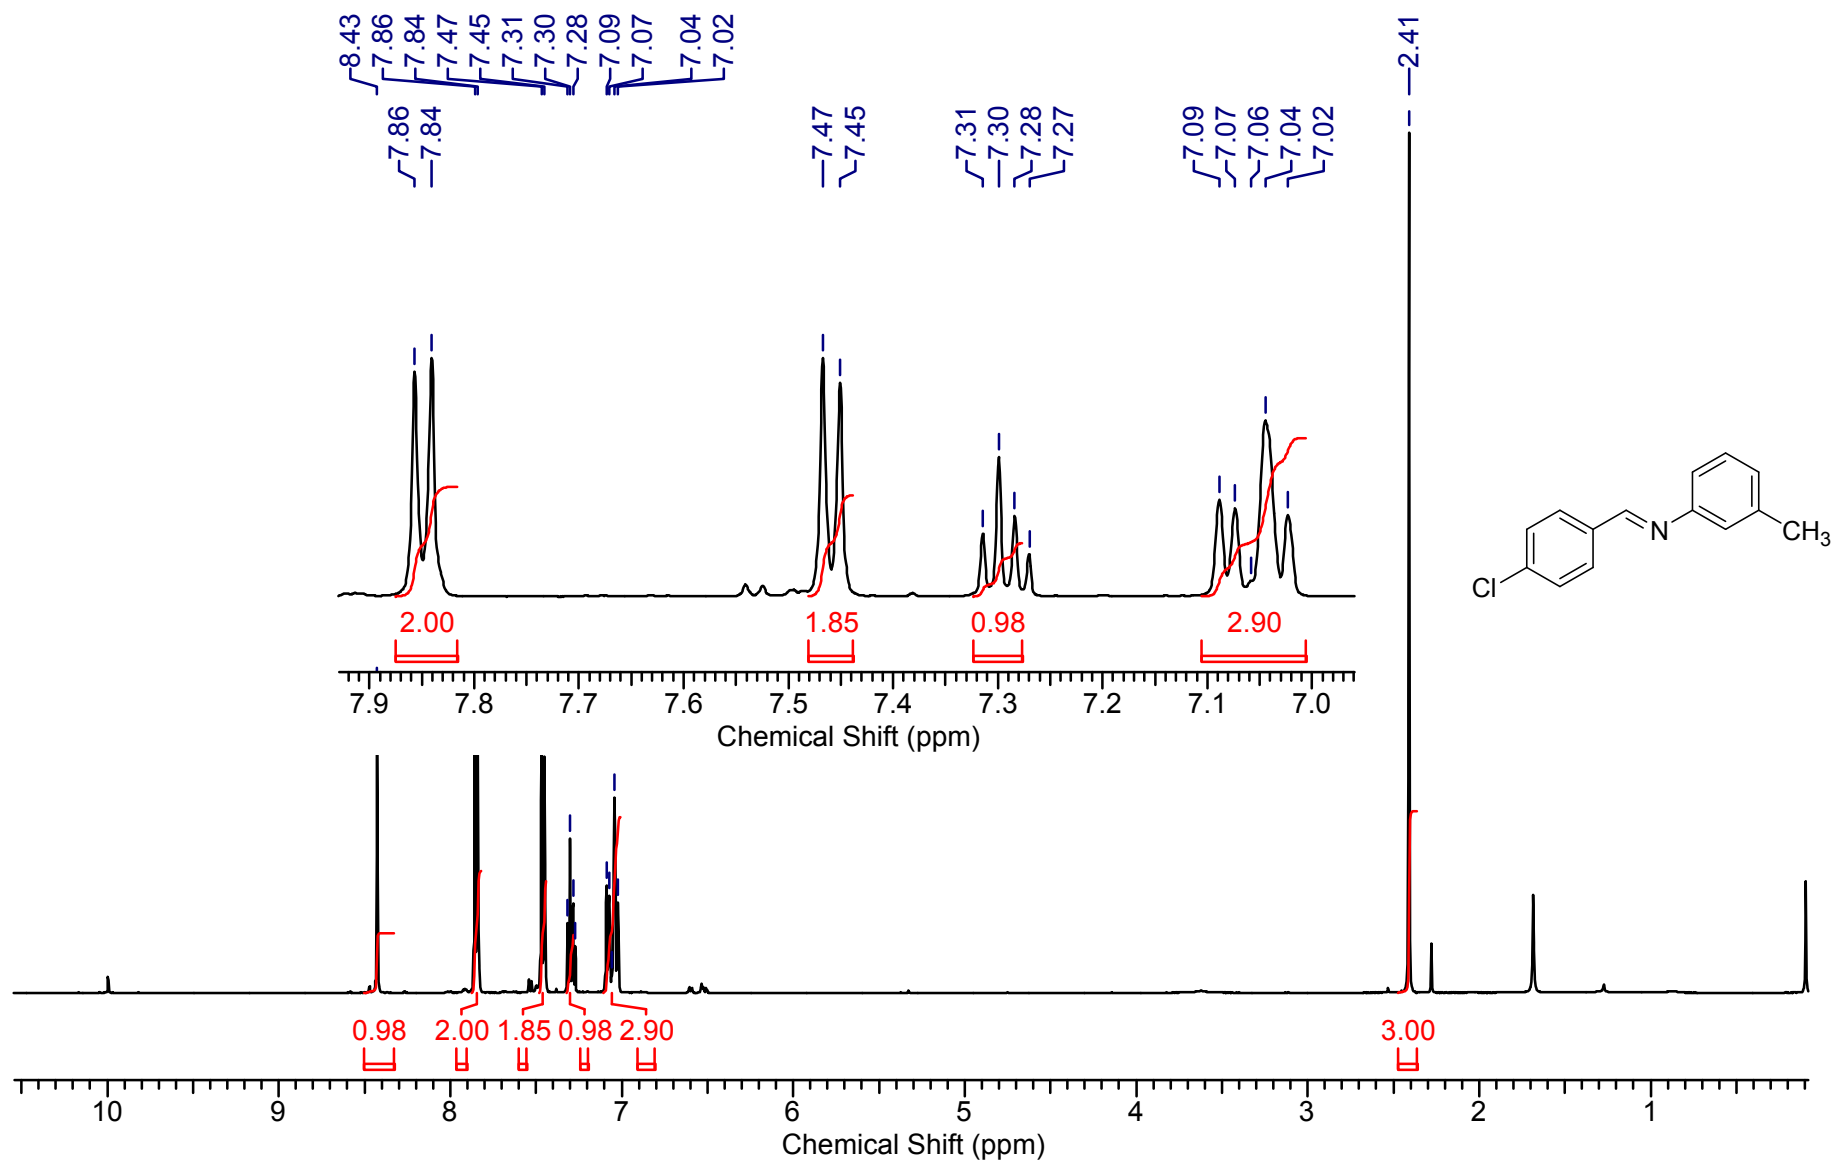 8.43 7.86 7.84 7.47 7.45 7.31 7.30 7.28 7.09 7.07 7.04 7.02 2.41
7.86 7.84 7.47 7.45 7.31 7.30 7.28 7.27 7.09 7.07 7.06 7.04 7.02
N
CH3
Cl
2.00 1.85 0.98 2.90
7.9 7.8 7.7 7.6 7.5 7.4 7.3 7.2 7.1 7.0
Chemical Shift (ppm)
0.98 2.00 1.85 0.98 2.90 3.00
10 9 8 7 6 5 4 3 2 1
Chemical Shift (ppm)